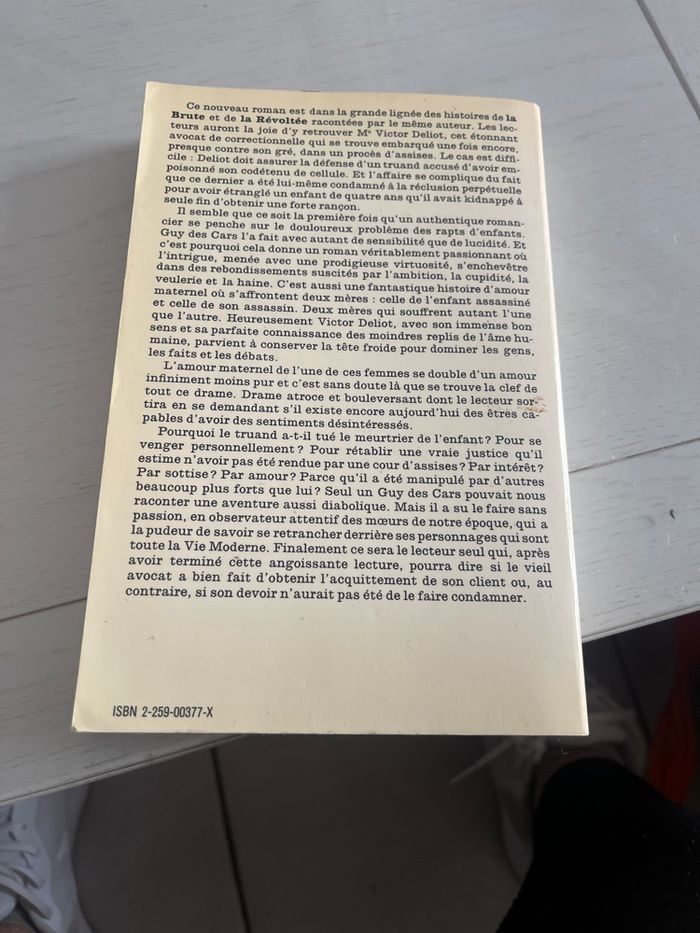 Ce nouveau roman est dans la grande lignée des histoires de la
Brute et de la Révoltée racontées par le même auteur. Les lec-
teurs auront la joie d'y retrouver Mᵉ Victor Deliot, cet étonnant
avocat de correctionnelle qui se trouve embarqué une fois encore,
presque contre son gré, dans un procès d'assises. Le cas est diffi-
cile : Deliot doit assurer la défense d'un truand accusé d'avoir em-
poisonné son codétenu de cellule. Et l'affaire se complique du fait
que ce dernier a été lui-même condamné à la réclusion perpétuelle
pour avoir étranglé un enfant de quatre ans qu'il avait kidnappé à
seule fin d'obtenir une forte rançon.
Il semble que ce soit la première fois qu'un authentique roman-
cier se penche sur le douloureux problème des rapts d'enfants.
Guy des Cars l'a fait avec autant de sensibilité que de lucidité. Et
c'est pourquoi cela donne un roman véritablement passionnant où
l'intrigue, menée avec une prodigieuse virtuosité, s'enchevêtre
dans des rebondissements suscités par l'ambition, la cupidité, la
veulerie et la haine. C'est aussi une fantastique histoire d'amour
maternel où s'affrontent deux mères : celle de l'enfant assassiné
et celle de son assassin. Deux mères qui souffrent autant l'une
que l'autre. Heureusement Victor Deliot, avec son immense bon
sens et sa parfaite connaissance des moindres replis de l'âme hu-
maine, parvient à conserver la tête froide pour dominer les gens,
les faits et les débats.
L'amour maternel de l'une de ces femmes se double d'un amour
infiniment moins pur et c'est sans doute là que se trouve la clef de
tout ce drame. Drame atroce et bouleversant dont le lecteur sor-
tira en se demandant s'il existe encore aujourd'hui des êtres ca-
pables d'avoir des sentiments désintéressés.
Pourquoi le truand a-t-il tué le meurtrier de l'enfant ? Pour se
venger personnellement ? Pour rétablir une vraie justice qu'il
estime n'avoir pas été rendue par une cour d'assises ? Par intérêt ?
Par sottise ? Par amour ? Parce qu'il a été manipulé par d'autres
beaucoup plus forts que lui ? Seul un Guy des Cars pouvait nous
raconter une aventure aussi diabolique. Mais il a su le faire sans
passion, en observateur attentif des mœurs de notre époque, qui a
la pudeur de savoir se retrancher derrière ses personnages qui sont
toute la Vie Moderne. Finalement ce sera le lecteur seul qui, après
avoir terminé cette angoissante lecture, pourra dire si le vieil
avocat a bien fait d'obtenir l'acquittement de son client ou, au
contraire, si son devoir n'aurait pas été de le faire condamner.
ISBN 2-259-00377-X